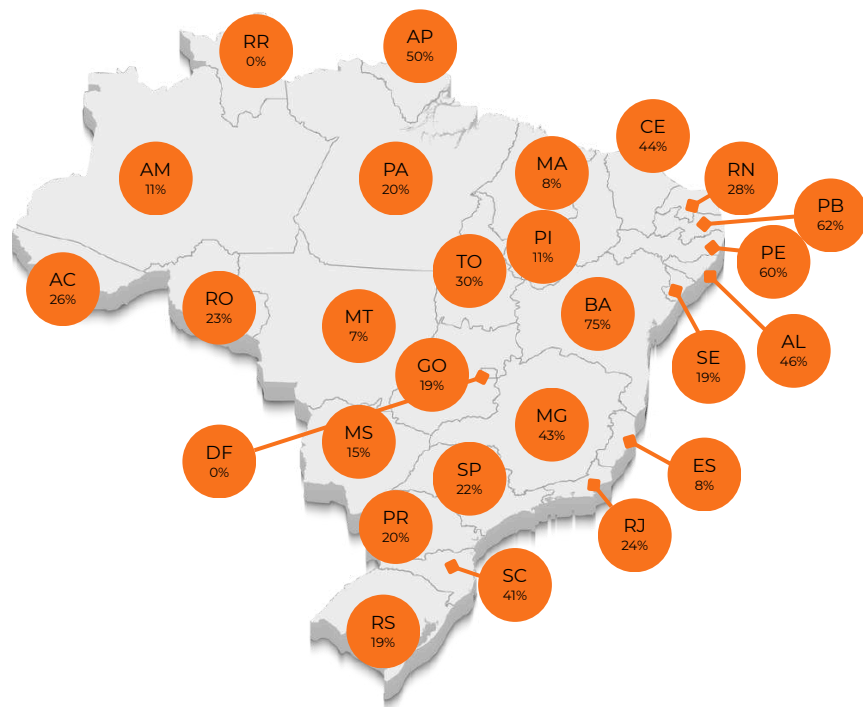 RR
0%
AP
50%
CE
44%
AM
11%
PA
20%
MA
8%
RN
28%
PB
62%
PI
11%
PE
60%
TO
30%
AC
26%
RO
23%
BA
75%
MT
7%
AL
46%
SE
19%
GO
19%
MG
43%
MS
15%
DF
0%
SP
22%
ES
8%
PR
20%
RJ
24%
SC
41%
RS
19%